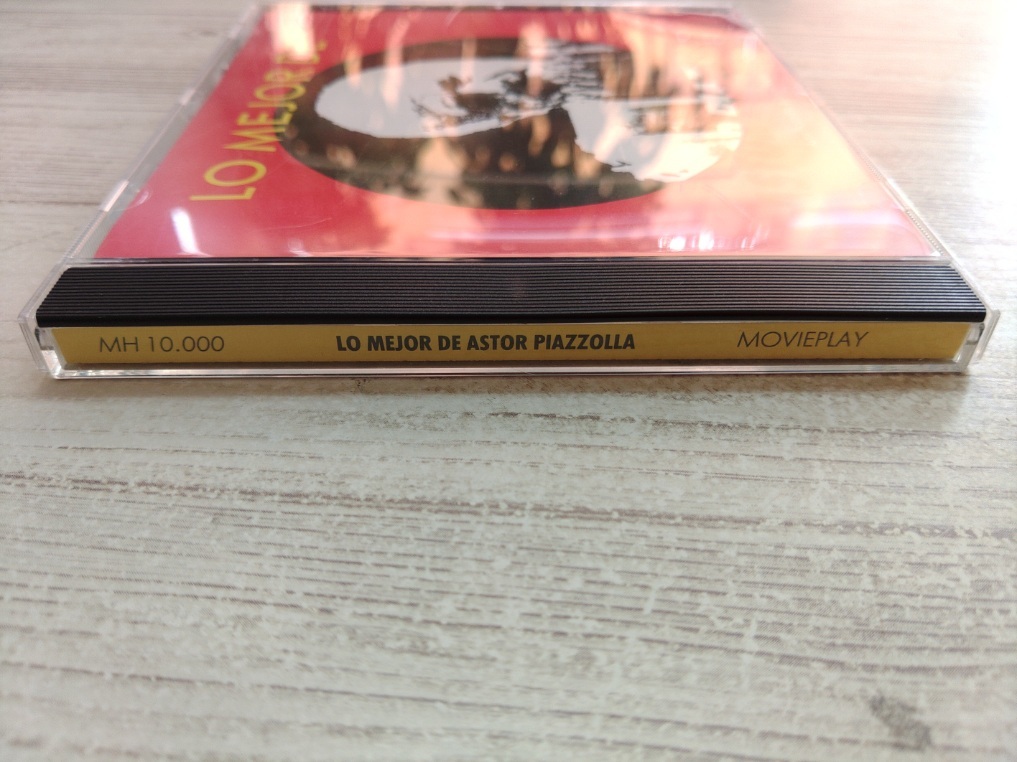 LO MEJOR D
MH 10.000 LO MEJOR DE ASTOR PIAZZOLLA MOVIEPLAY